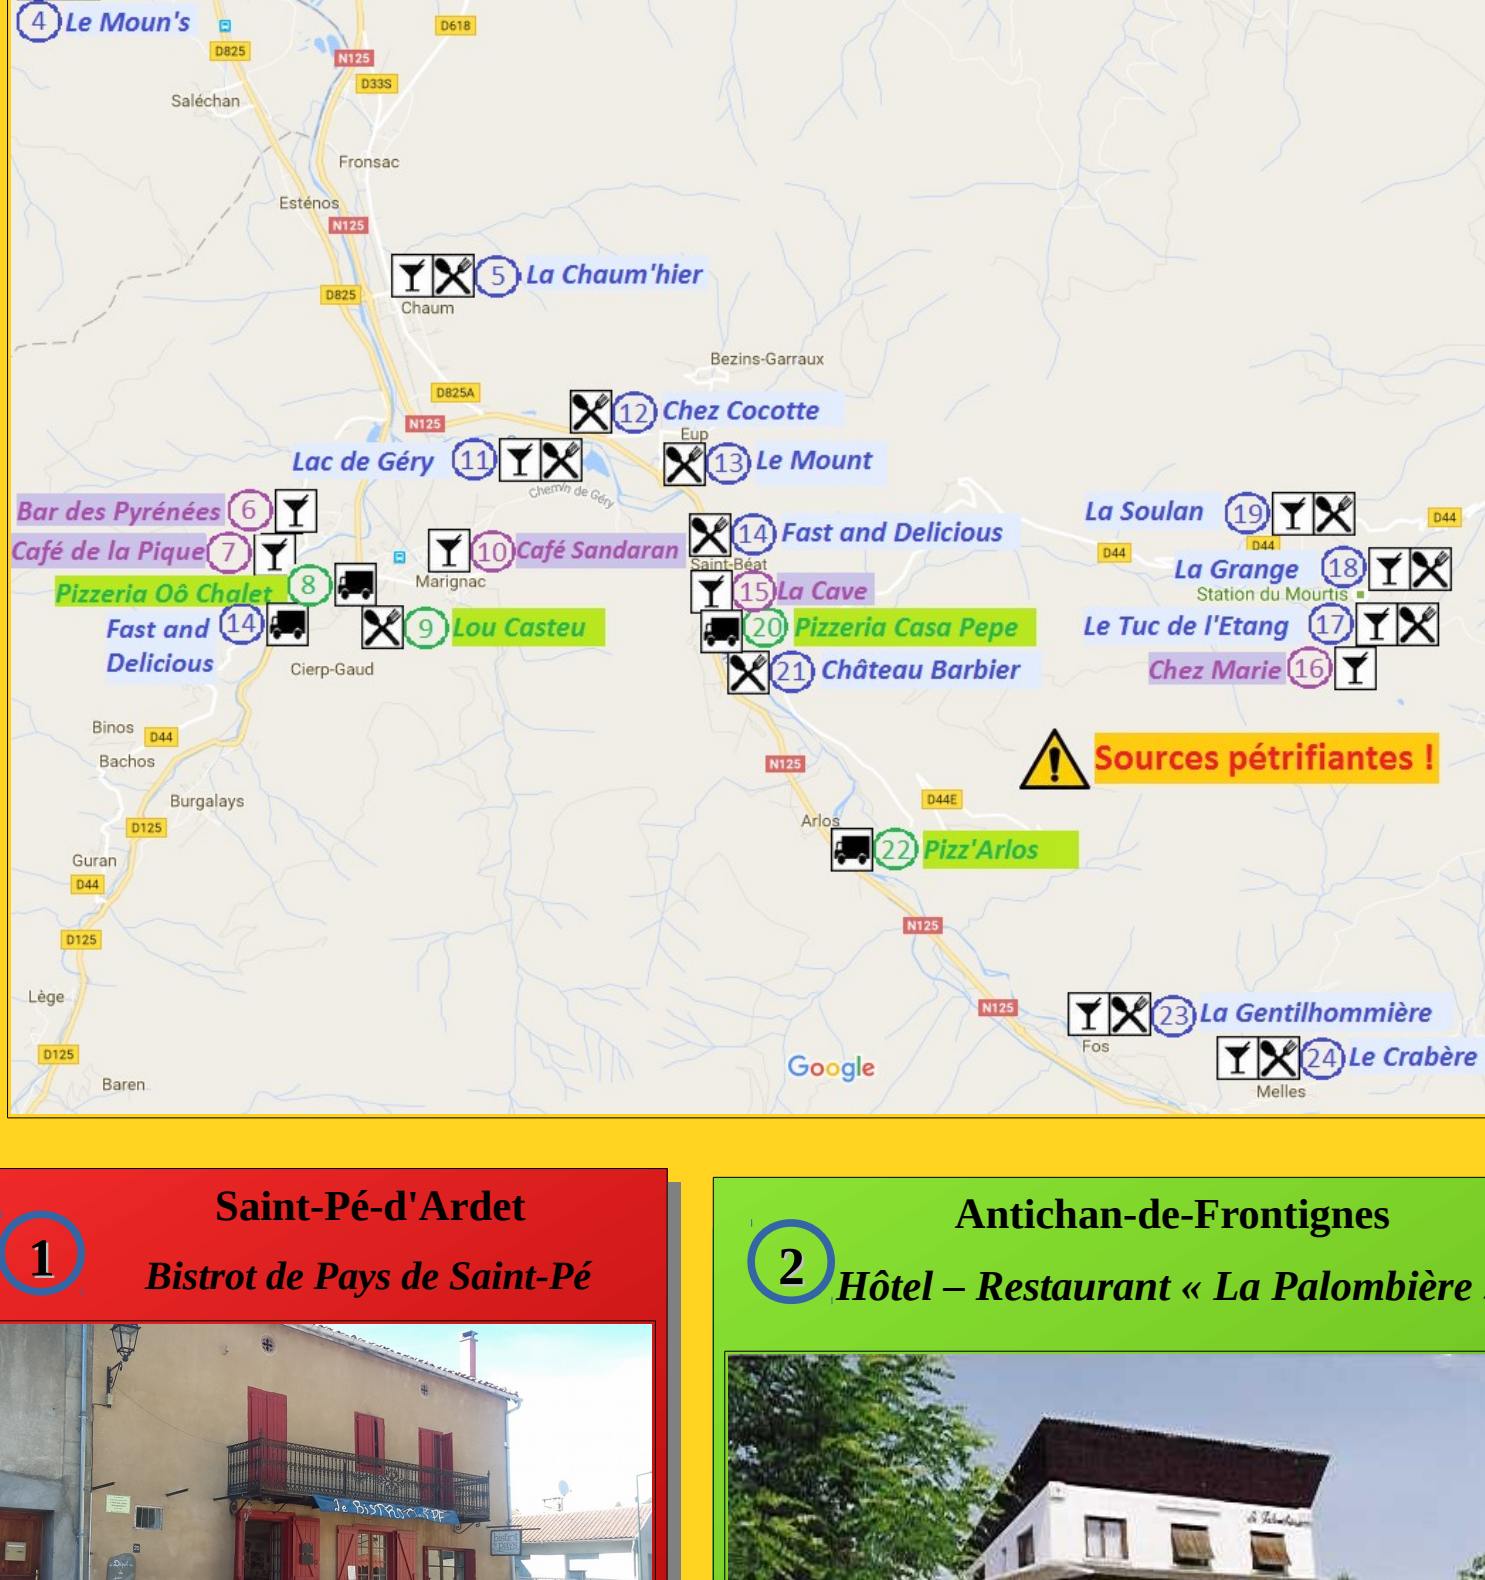 4 Le Moun's
D618
D825
N125
D33S
Saléchan
Fronsac
Esténos
N125
5 La Chaum'hier
D825
Chaum
Bezins-Garraux
D825A
12 Chez Cocotte
N125
Eup
Lac de Géry 11
13 Le Mount
Chemin de Géry
Bar des Pyrénées 6
La Soulan 19
D44
14 Fast and Delicious
Café de la Pique 7
10 Café Sandaran
D44
D44
Saint-Béat
La Grange 18
Marignac
Pizzeria Oô Chalet 8
15 La Cave
Station du Mourtis
Fast and
Delicious
14
9 Lou Casteu
20 Pizzeria Casa Pepe
Le Tuc de l'Etang 17
Cierp-Gaud
21 Château Barbier
Chez Marie 16
Binos
D44
Bachos
N125
Sources pétrifiantes !
Burgalays
D44E
D125
Arlos
Guran
22 Pizz'Arlos
D44
N125
D125
Lège
N125
23 La Gentilhommière
Fos
D125
Google
24 Le Crabère
Baren
Melles
1
Saint-Pé-d'Ardet
Bistrot de Pays de Saint-Pé
2
Antichan-de-Frontignes
Hôtel – Restaurant « La Palombière
Le BISTROT
bistrot
pays